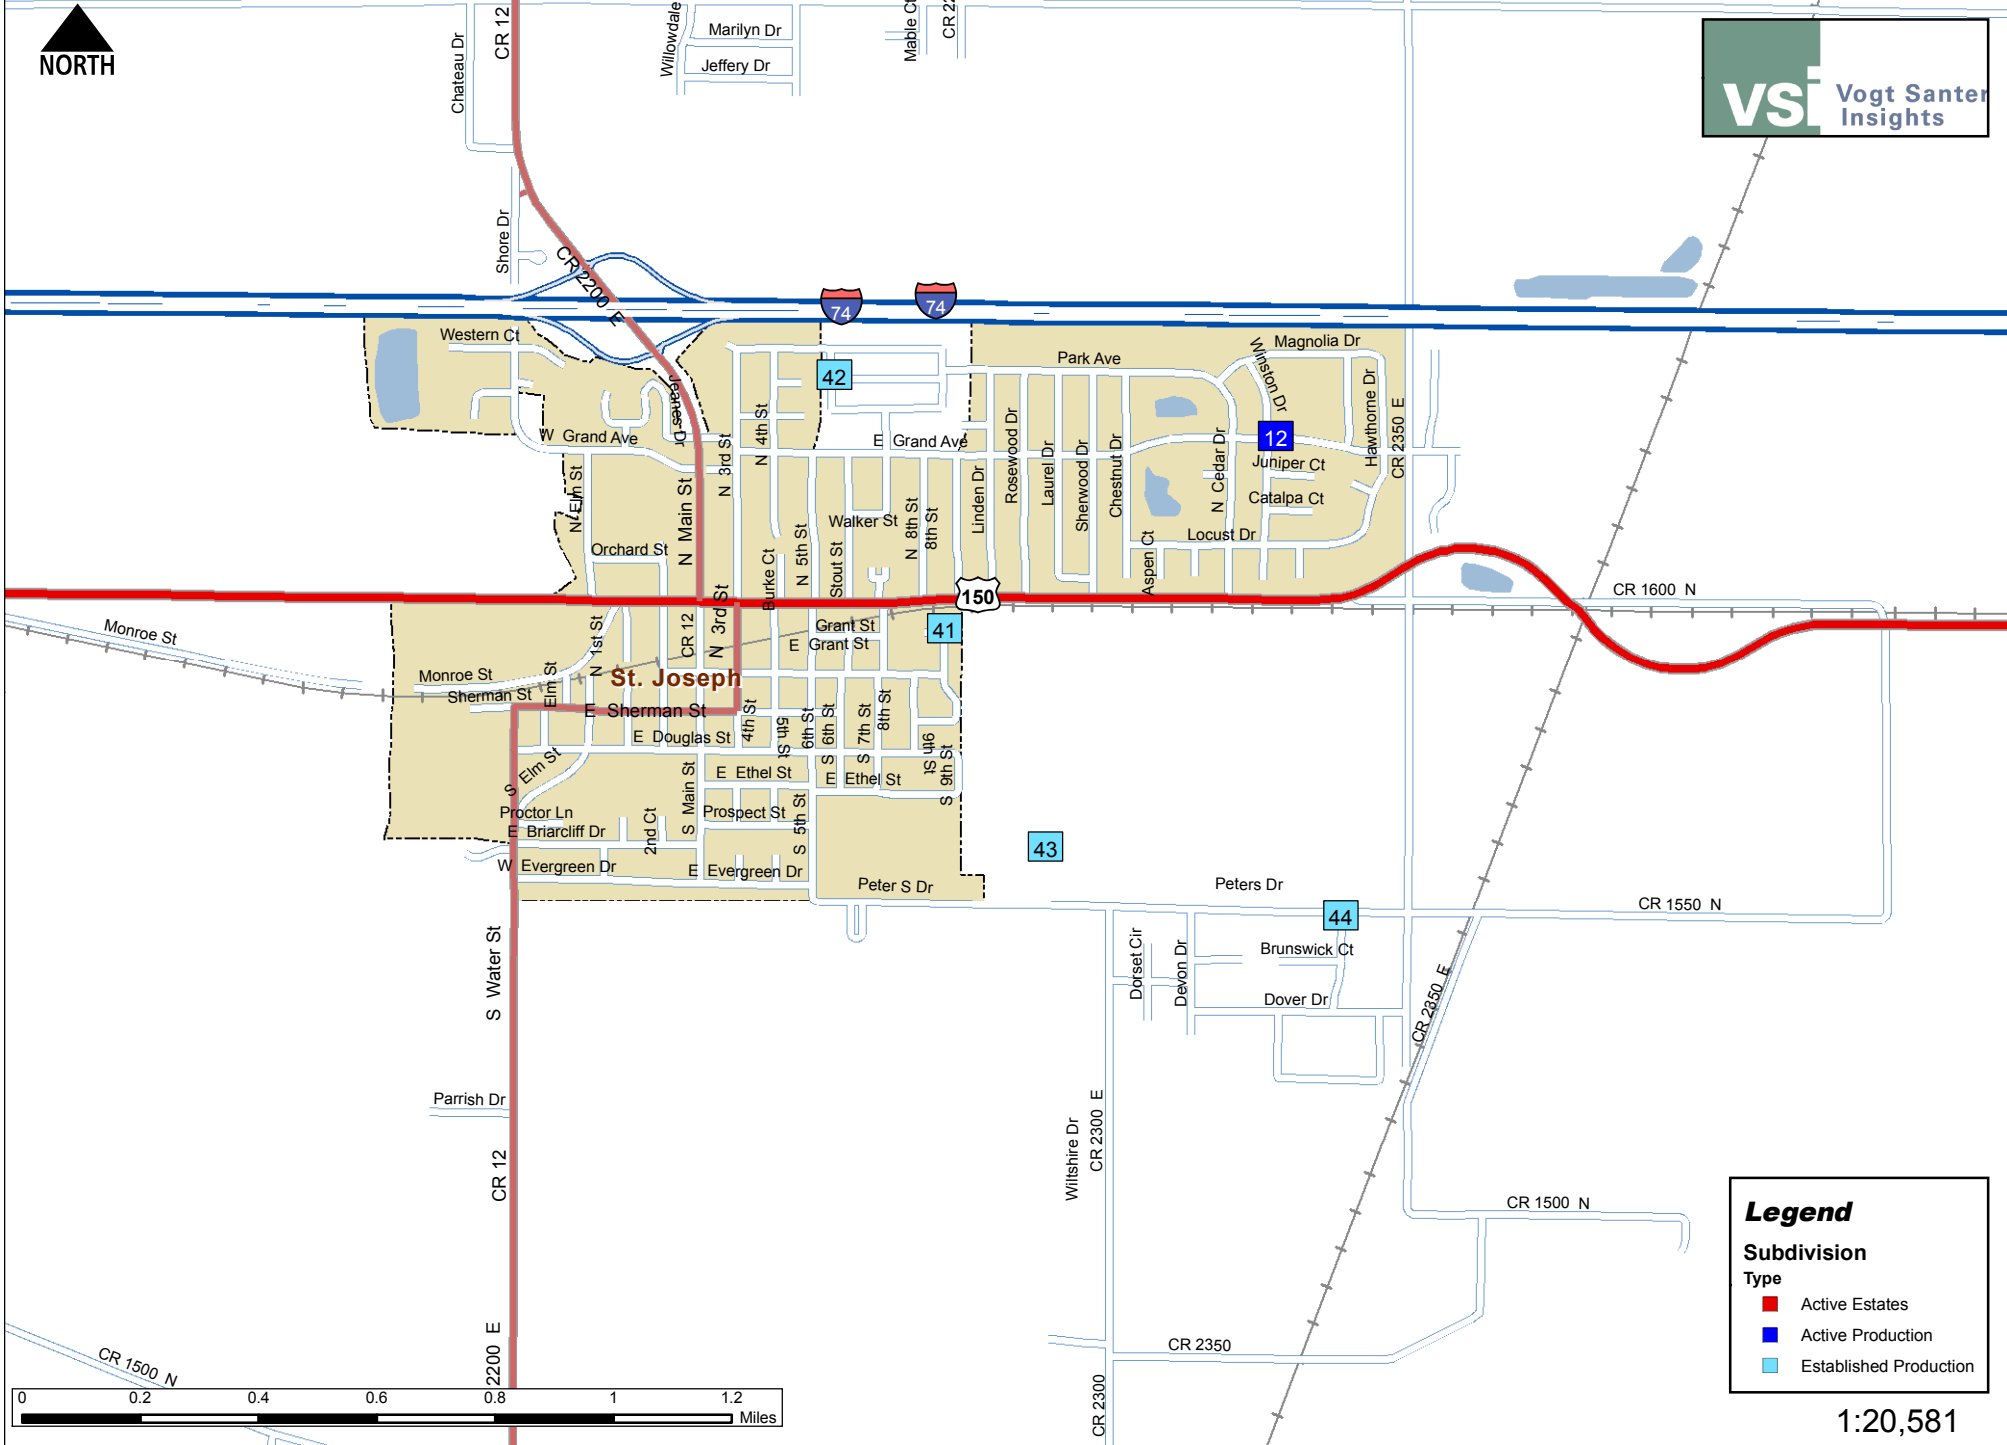 CR 12
Willowdale
Marilyn Dr
Jeffery Dr
Mable Ct
CR 22
Chateau Dr
NORTH
vsi Vogt Santer
Insights
Shore Dr
CR 2200 E
74
74
Western Ct
Jeanes Dr
42
Park Ave
Winston Dr
Magnolia Dr
Hawthorne Dr
CR 2350 E
W Grand Ave
N 3rd St
N 4th St
E Grand Ave
12
Juniper Ct
Catalpa Ct
Linden Dr
Rosewood Dr
Laurel Dr
Sherwood Dr
Chestnut Dr
N Cedar Dr
N Elm St
N Main St
Walker St
N 8th St
8th St
Locust Dr
Aspen Ct
Orchard St
Burke Ct
N 5th St
Stout St
150
CR 1600 N
Monroe St
N 1st St
CR 12
N 3rd St
Grant St
E Grant St
41
Monroe St
Sherman St
Elm St
St. Joseph
E Sherman St
4th St
5th St
6th St
S 6th St
S 7th St
8th St
9th St
S 9th St
E Douglas St
S Elm St
E Ethel St
E Ethel St
S Main St
Prospect St
S 5th St
Proctor Ln
E Briarcliff Dr
2nd Ct
43
W Evergreen Dr
E Evergreen Dr
Peter S Dr
Peters Dr
44
CR 1550 N
S Water St
Dorset Cir
Devon Dr
Brunswick Ct
Dover Dr
CR 2350 E
Parrish Dr
CR 12
Wiltshire Dr
CR 2300 E
CR 1500 N
2200 E
CR 1500 N
CR 2350
CR 2300
Legend
Subdivision
Type
Active Estates
Active Production
Established Production
0 0.2 0.4 0.6 0.8 1 1.2
Miles
1:20,581